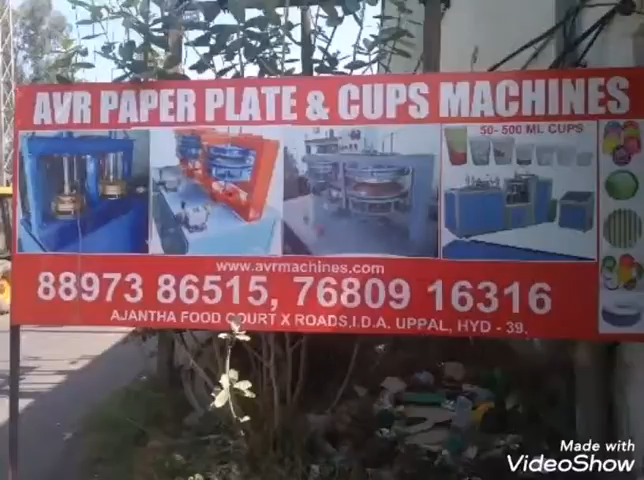 AVR PAPER PLATE & CUPS MACHINES
50- 500 ML CUPS
www.avrmachines.com
88973 86515, 76809 16316
AJANTHA FOOD COURT X ROADS,I.D.A. UPPAL, HYD - 39.
Made with
VideoShow